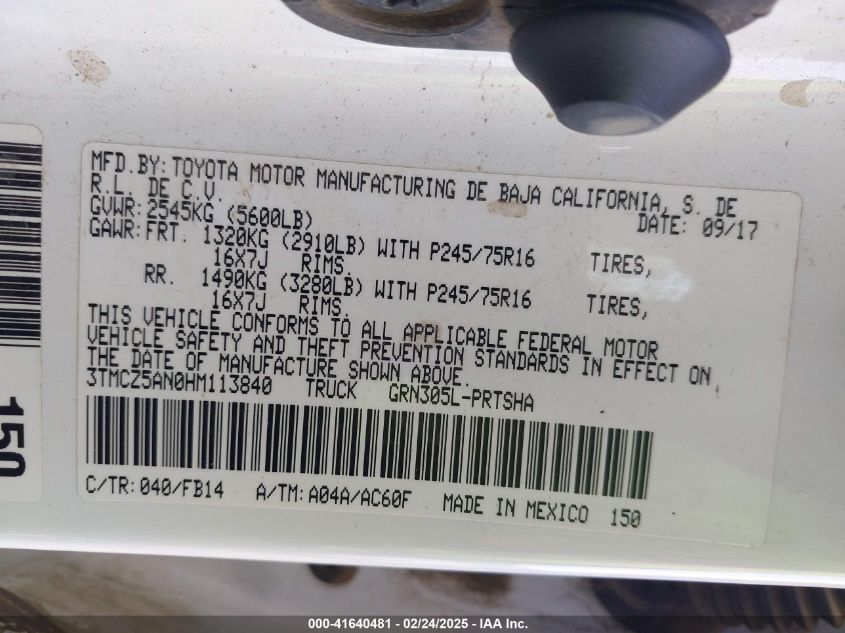 MFD.BY: TOYOTA MOTOR MANUFACTURING DE BAJA CALIFORNIA, S. DE
R.L. DE C.V.
DATE: 09/17
GVWR: 2545KG (5600LB)
GAWR: FRT. 1320KG (2910LB) WITH P245/75R16 TIRES,
16X7J RIMS.
RR. 1490KG (3280LB) WITH P245/75R16 TIRES,
16X7J RIMS.
THIS VEHICLE CONFORMS TO ALL APPLICABLE FEDERAL MOTOR
VEHICLE SAFETY AND THEFT PREVENTION STANDARDS IN EFFECT ON
THE DATE OF MANUFACTURE SHOWN ABOVE.
3TMCZ5AN0HM113840 TRUCK GRN305L-PRTSHA
C/TR: 040/FB14 A/TM: A04A/AC60F MADE IN MEXICO 150
150
000-41640481 - 02/24/2025 - IAA Inc.